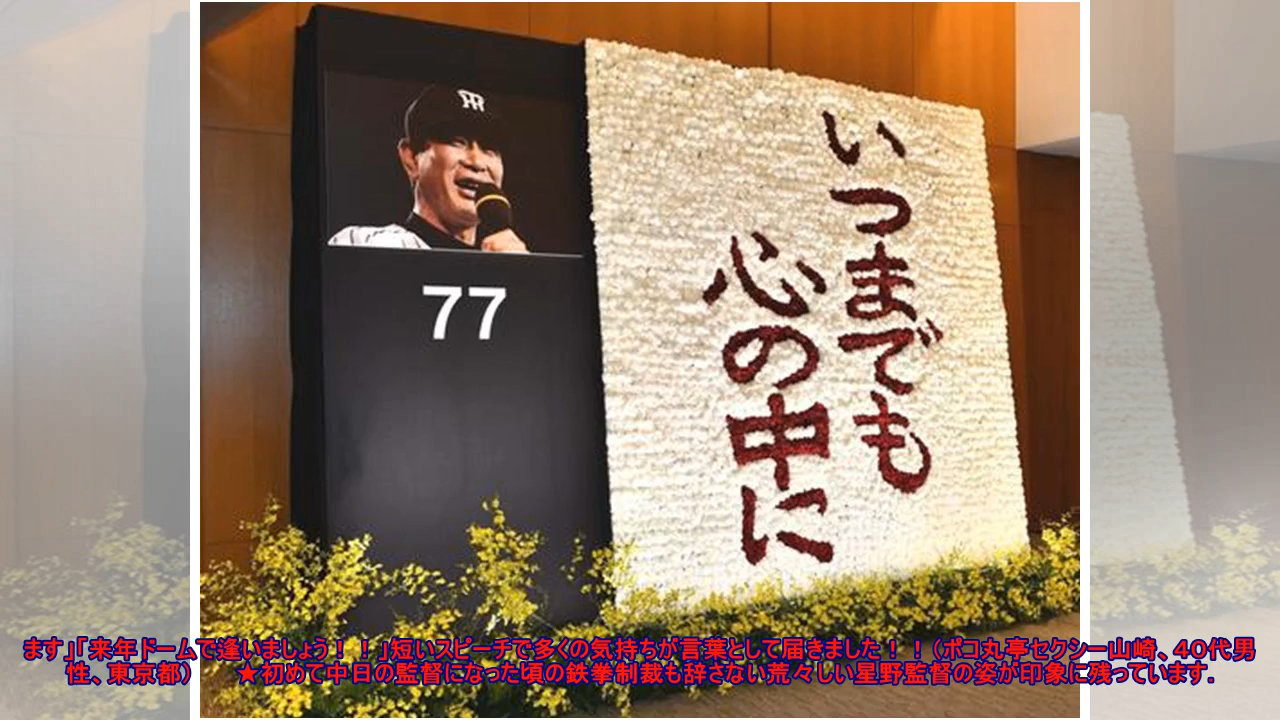 いつまでも
心の中に
77
ます」「来年ドームで逢いましょう！！」短いスピーチで多くの気持ちが言葉として届きました！！（ポコ丸亭セクシー山崎、４０代男
性、東京都）　　★初めて中日の監督になった頃の鉄拳制裁も辞さない荒々しい星野監督の姿が印象に残っています.